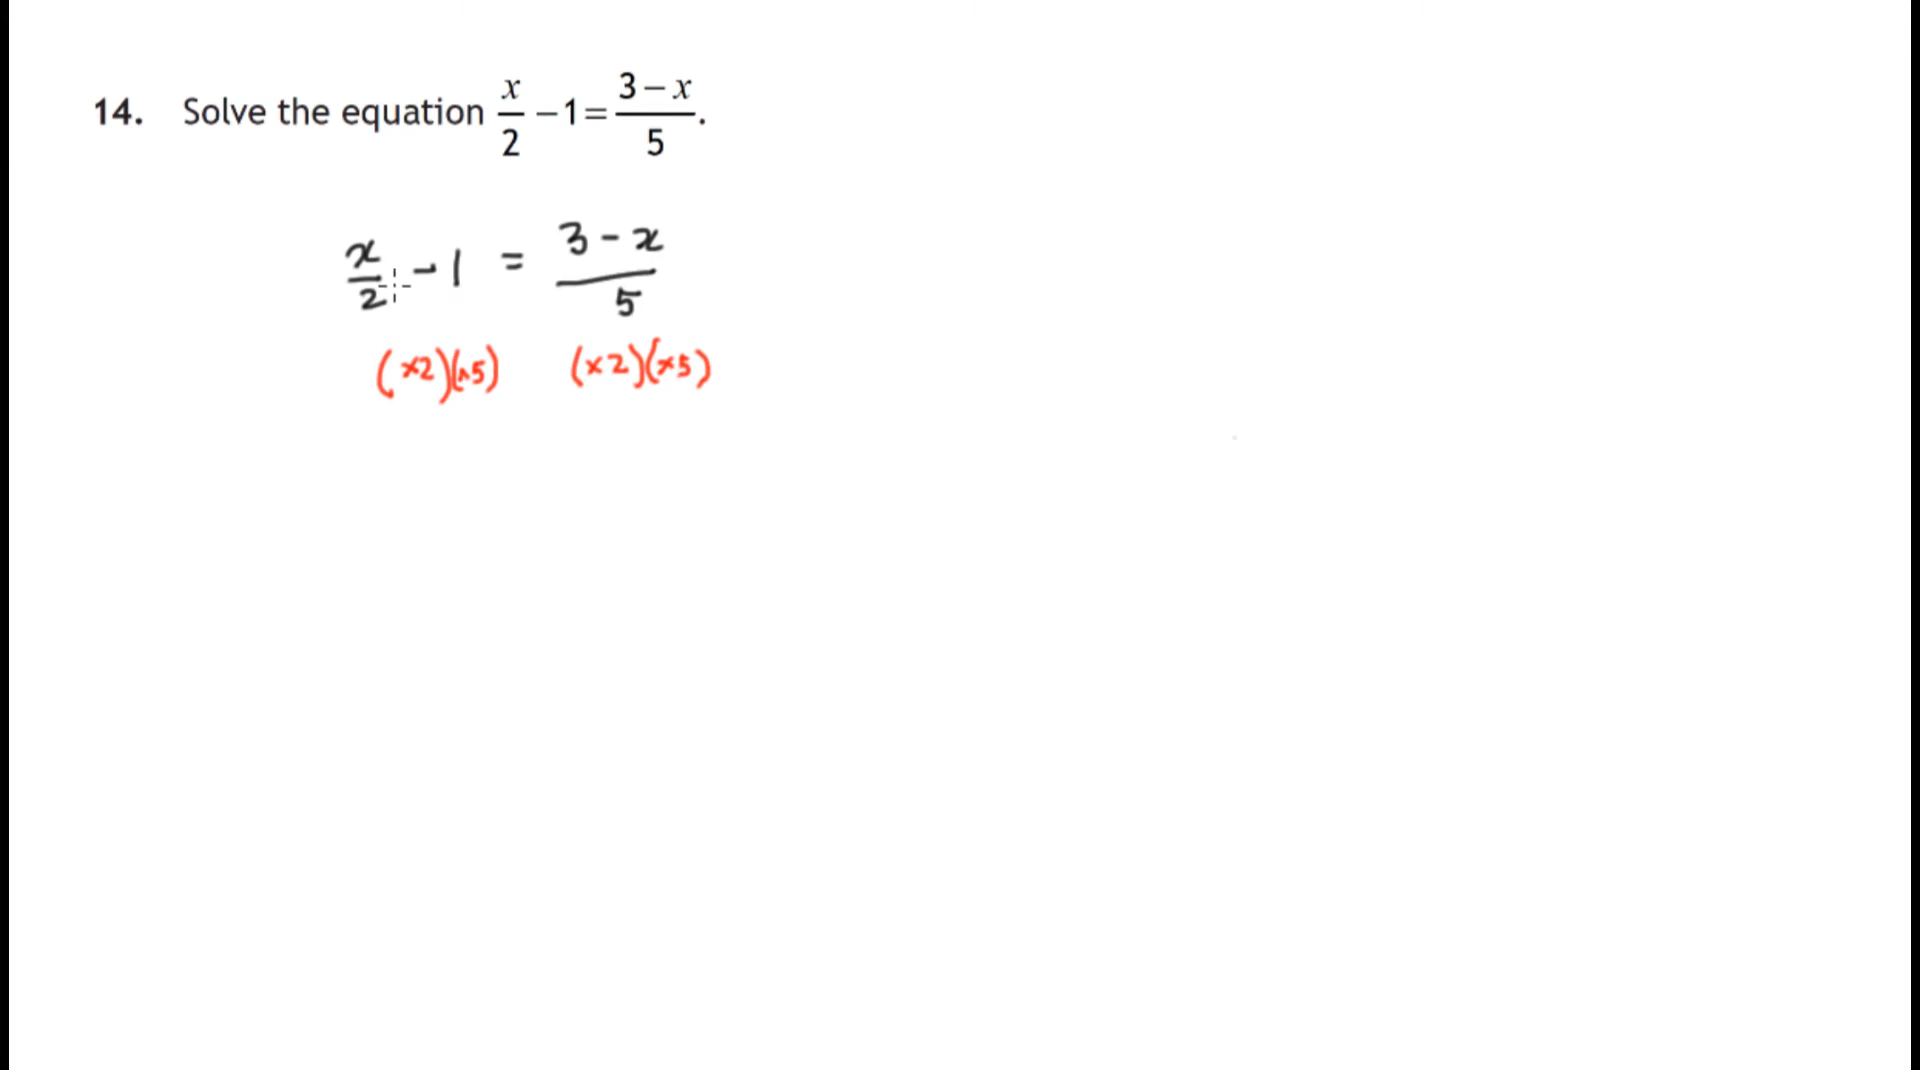 14. Solve the equation x/2 − 1 = (3 − x)/5.
x/2 − 1 = (3 − x)/5
(×2)(×5) (×2)(×5)